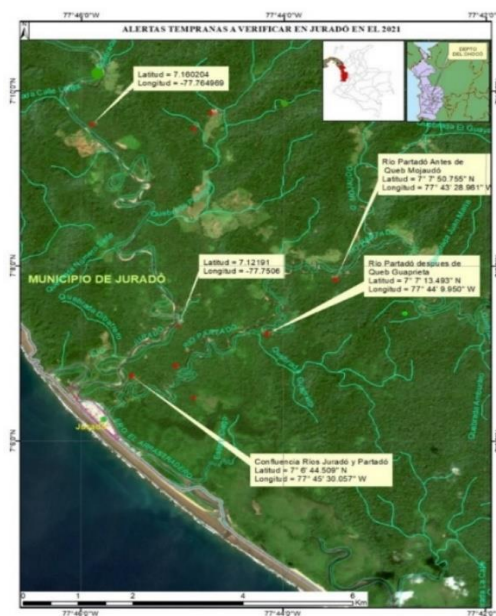 ALERTAS TEMPRANAS A VERIFICAR EN JURADÓ EN EL 2021
77°46'0"W
77°44'0"W
77°42'0"W
DEPTO
DEL CHOCÓ
Latitud = 7.160204
Longitud = -77.764969
7°10'0"N
Río Partadó Antes de
Queb Mojaudó
Latitud = 7° 7' 50.755" N
Longitud = 77° 43' 28.961" W
Latitud = 7.12191
Longitud = -77.7506
Río Partadó despues de
Queb Guaprieta
Latitud = 7° 7' 13.493" N
Longitud = 77° 44' 9.950" W
7°8'0"N
MUNICIPIO DE JURADÓ
RÍO PARTADÓ
7°6'0"N
Confluencia Ríos Juradó y Partadó
Latitud = 7° 6' 44.509" N
Longitud = 77° 45' 30.057" W
2
4
6
Km
77°46'0"W
77°44'0"W
77°42'0"W